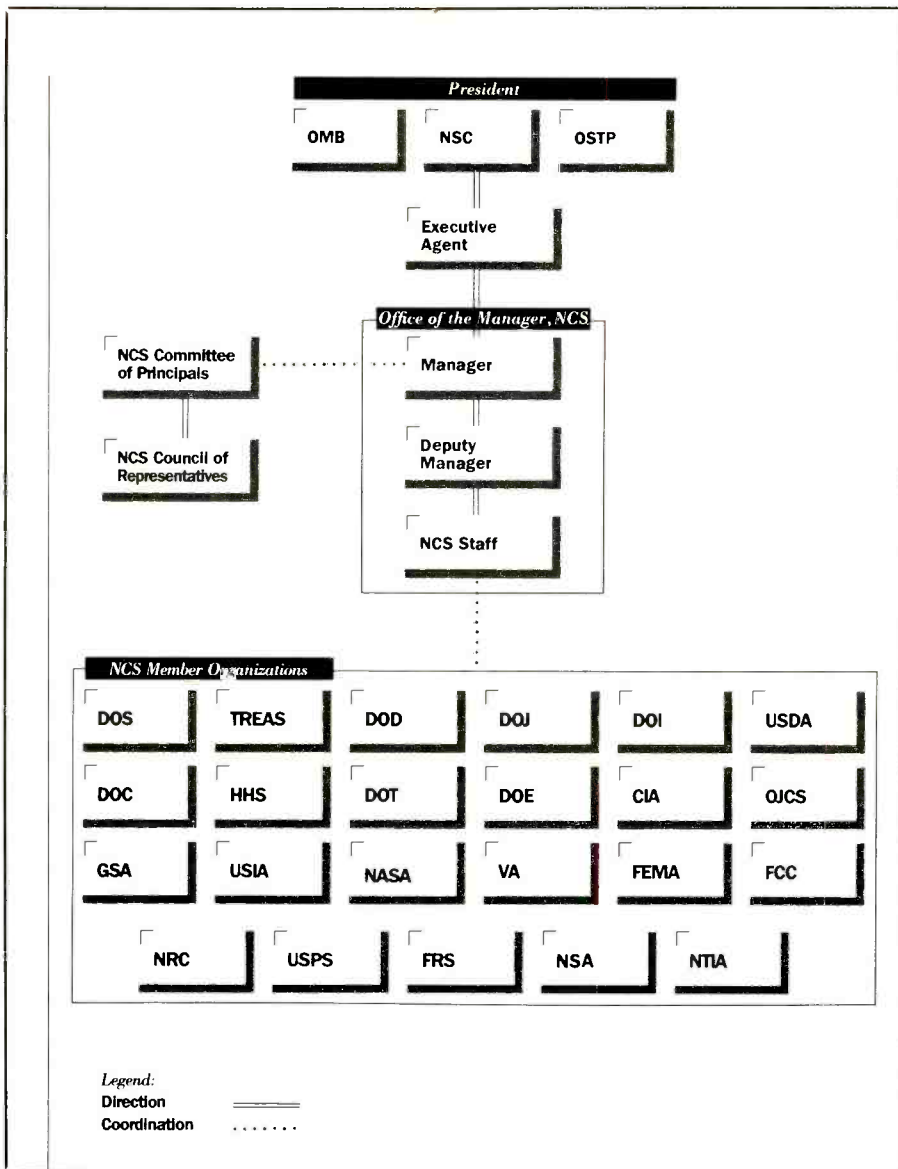 President
OMB NSC OSTP
Executive
Agent
Office of the Manager, NCS
NCS Committee
of Principals
Manager
NCS Council of
Representatives
Deputy
Manager
NCS Staff
NCS Member Organizations
DOS TREAS DOD DOJ DOI USDA
DOC HHS DOT DOE CIA OJCS
GSA USIA NASA VA FEMA FCC
NRC USPS FRS NSA NTIA
Legend:
Direction
Coordination